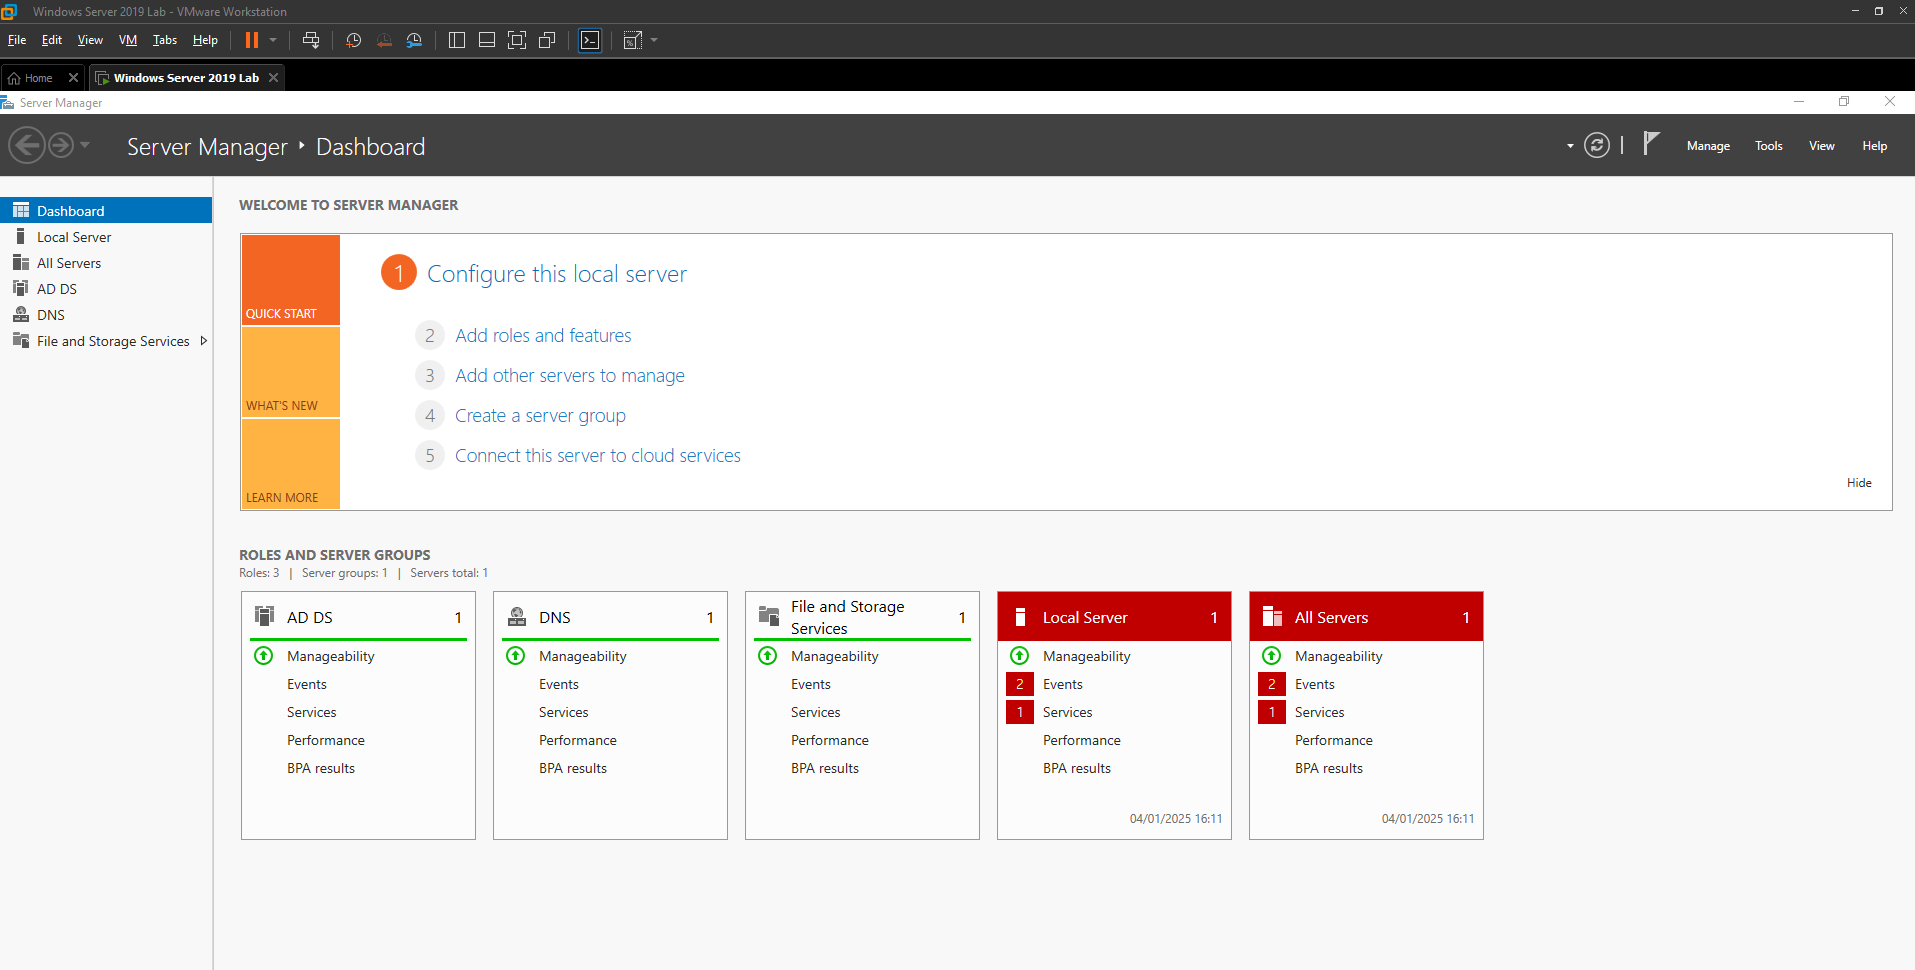 Windows Server 2019 Lab - VMware Workstation
File Edit View VM Tabs Help
Home Windows Server 2019 Lab
Server Manager
Server Manager Dashboard
Manage Tools View Help
Dashboard
Local Server
All Servers
AD DS
DNS
File and Storage Services
WELCOME TO SERVER MANAGER
QUICK START
WHAT'S NEW
LEARN MORE
1 Configure this local server
2 Add roles and features
3 Add other servers to manage
4 Create a server group
5 Connect this server to cloud services
Hide
ROLES AND SERVER GROUPS
Roles: 3 | Server groups: 1 | Servers total: 1
AD DS 1
Manageability
Events
Services
Performance
BPA results
DNS 1
Manageability
Events
Services
Performance
BPA results
File and Storage
Services 1
Manageability
Events
Services
Performance
BPA results
Local Server 1
Manageability
2 Events
1 Services
Performance
BPA results
04/01/2025 16:11
All Servers 1
Manageability
2 Events
1 Services
Performance
BPA results
04/01/2025 16:11